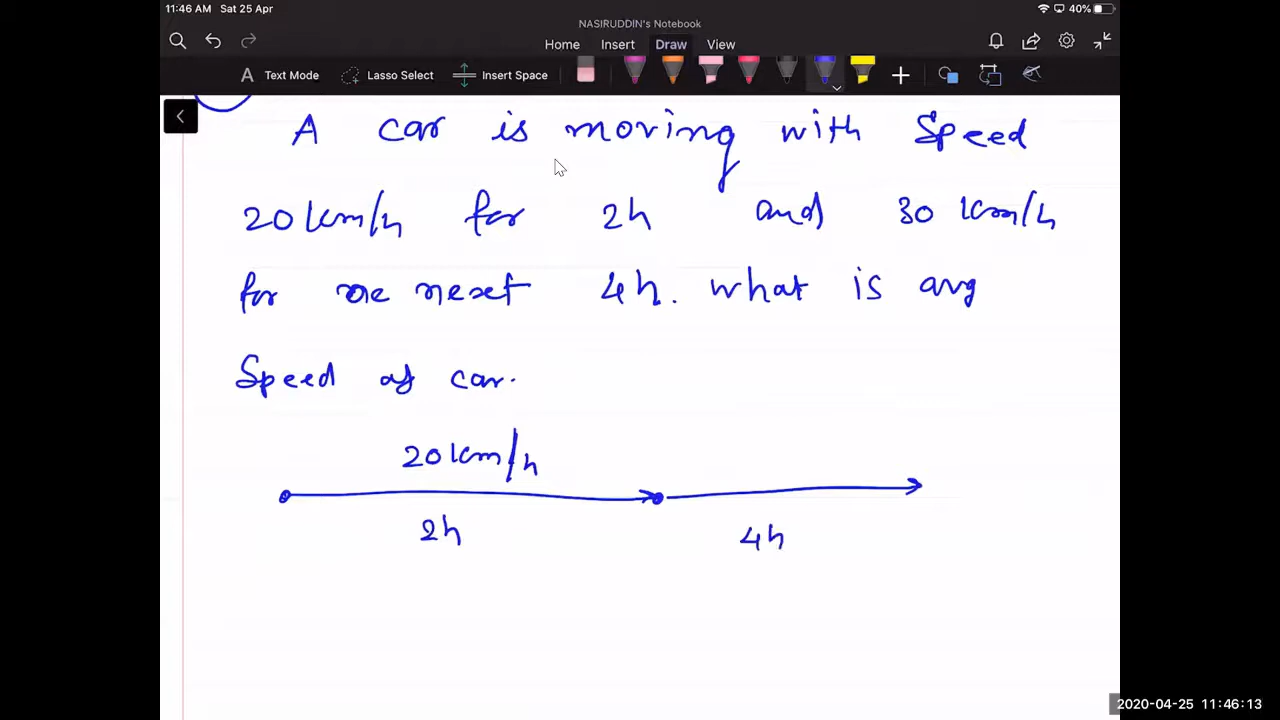 11:46 AM Sat 25 Apr
40%
NASIRUDDIN's Notebook
Home Insert Draw View
Text Mode Lasso Select Insert Space
A car is moving with Speed
20 km/h for 2h and 30 km/h
for next 4h. what is avg
Speed of car.
20 km/h
2h
4h
2020-04-25 11:46:13